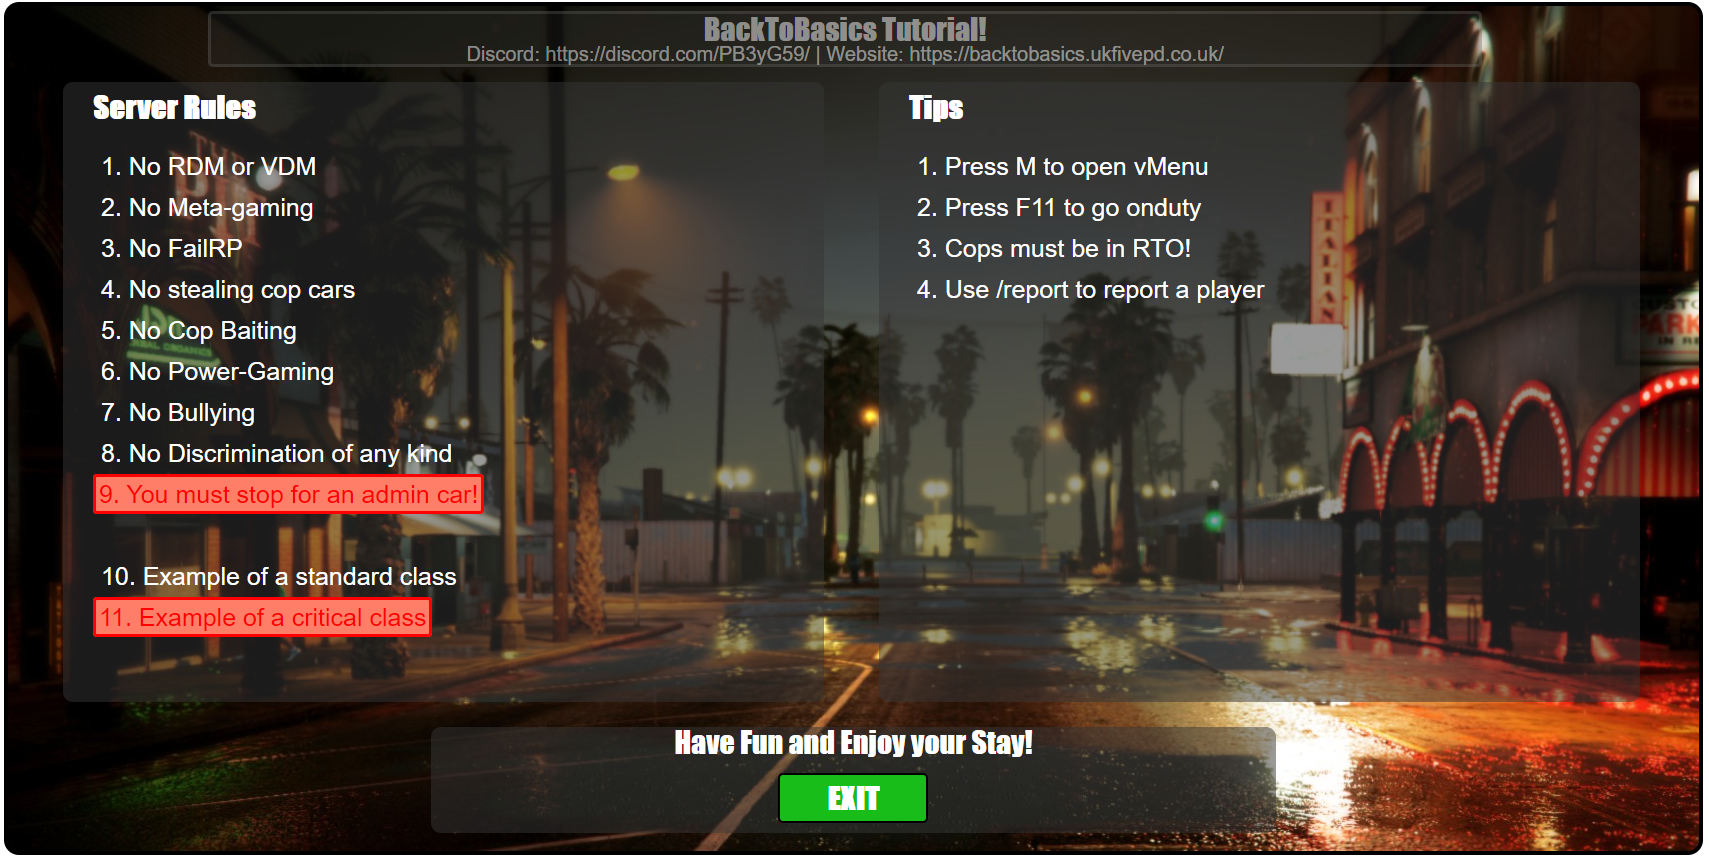 BackToBasics Tutorial!
Discord: https://discord.com/PB3yG59/ | Website: https://backtobasics.ukfivepd.co.uk/
Server Rules
1. No RDM or VDM
2. No Meta-gaming
3. No FailRP
4. No stealing cop cars
5. No Cop Baiting
6. No Power-Gaming
7. No Bullying
8. No Discrimination of any kind
9. You must stop for an admin car!
10. Example of a standard class
11. Example of a critical class
Tips
1. Press M to open vMenu
2. Press F11 to go onduty
3. Cops must be in RTO!
4. Use /report to report a player
ITALIAN
Have Fun and Enjoy your Stay!
EXIT